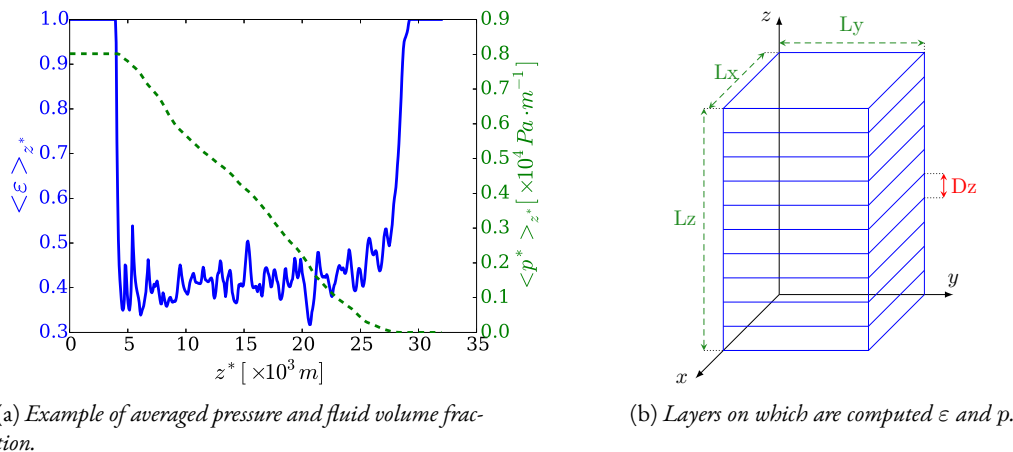 1.0
0.9
0.8
0.7
0.6
0.5
0.4
0.3
<ε>z*
0.9
0.8
0.7
0.6
0.5
0.4
0.3
0.2
0.1
0.0
<p*>z* [×10⁴ Pa·m⁻¹]
0 5 10 15 20 25 30 35
z* [×10³ m]
(a) Example of averaged pressure and fluid volume frac-
tion.
z
Ly
Lx
Lz
Dz
y
x
(b) Layers on which are computed ε and p.